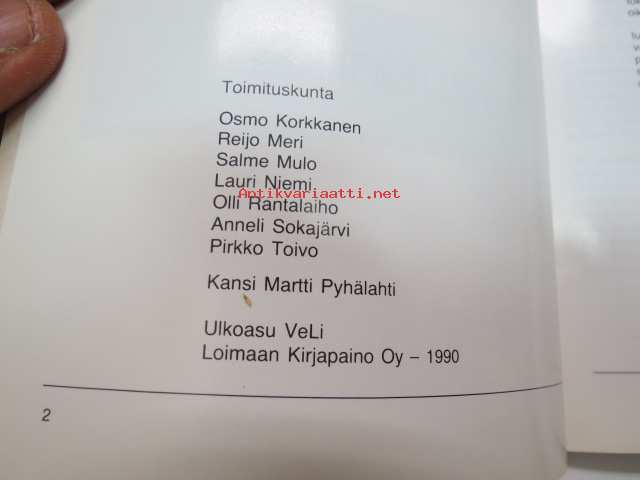 Toimituskunta
Osmo Korkkanen
Reijo Meri
Salme Mulo
Lauri Niemi
Antikvariaatti.net
Olli Rantalaiho
Anneli Sokajärvi
Pirkko Toivo
Kansi Martti Pyhälahti
Ulkoasu VeLi
Loimaan Kirjapaino Oy – 1990
2